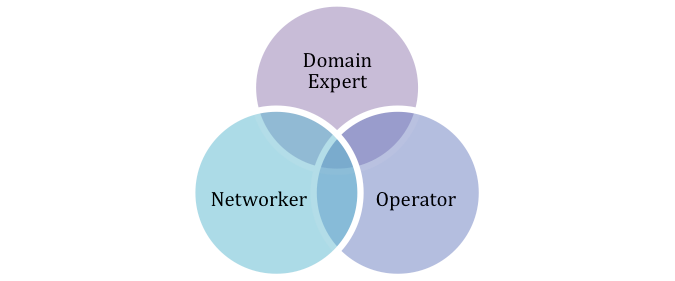 Domain
Expert
Networker
Operator